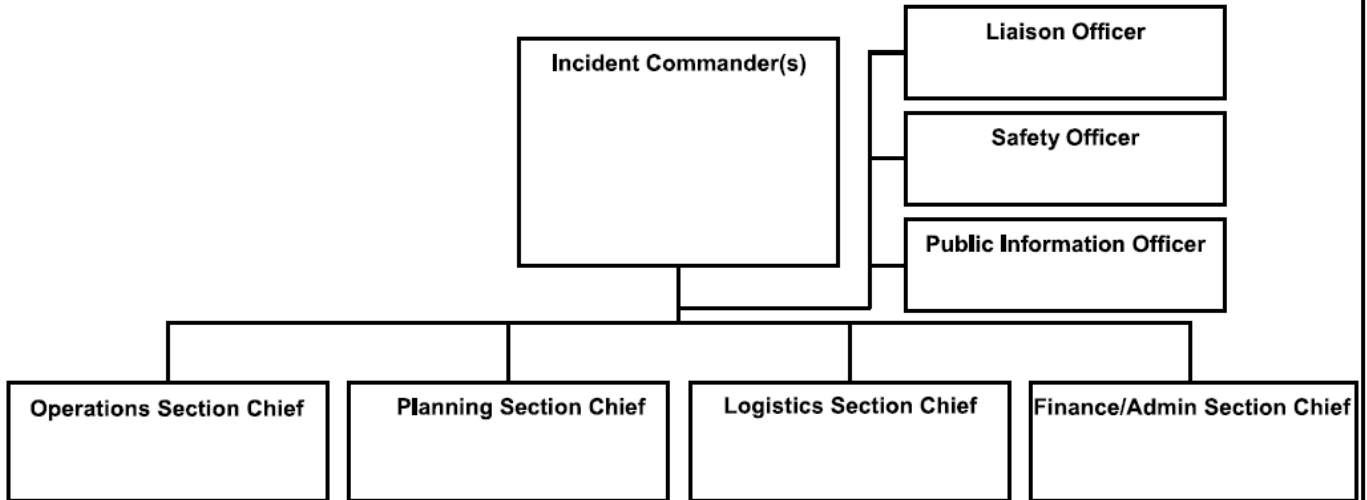 Liaison Officer
Incident Commander(s)
Safety Officer
Public Information Officer
Operations Section Chief
Planning Section Chief
Logistics Section Chief
Finance/Admin Section Chief